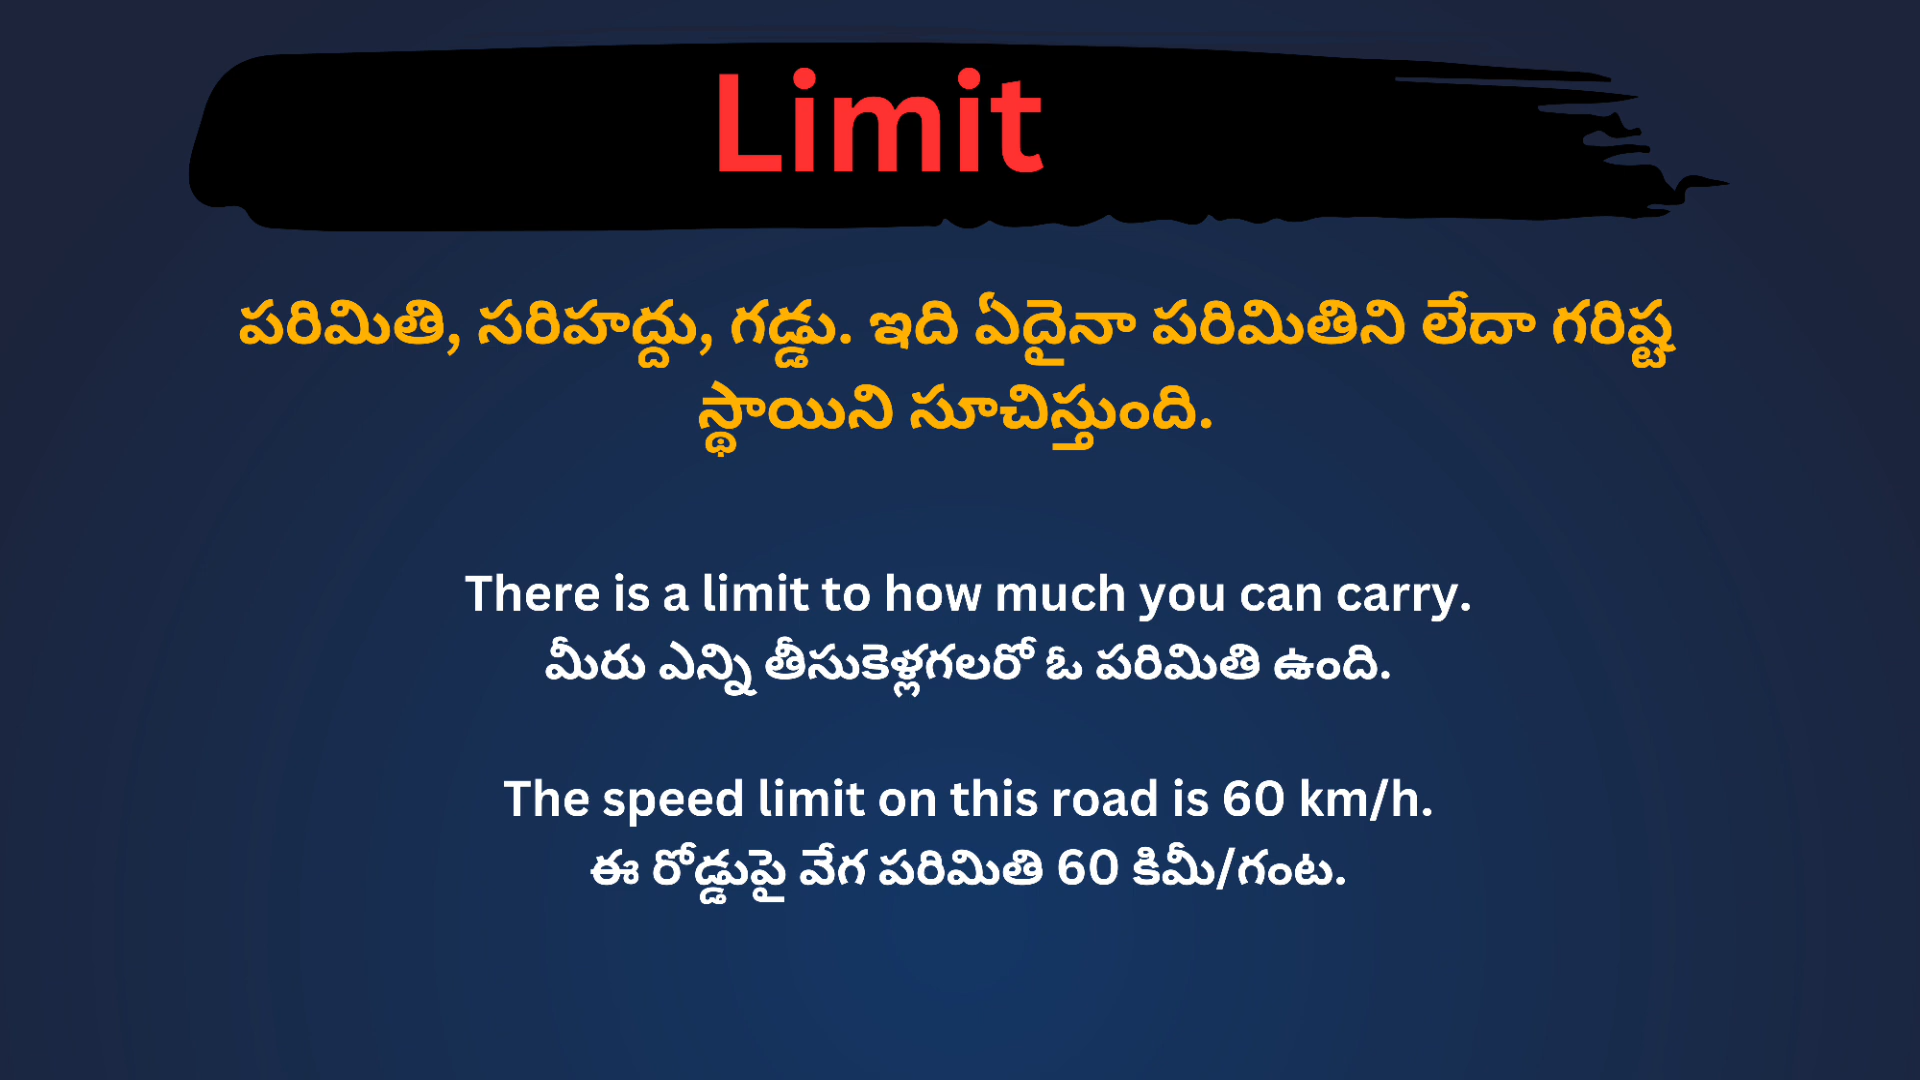 Limit
పరిమితి, సరిహద్దు, గడ్డు. ఇది ఏదైనా పరిమితిని లేదా గరిష్ట
స్థాయిని సూచిస్తుంది.
There is a limit to how much you can carry.
మీరు ఎన్ని తీసుకెళ్లగలరో ఓ పరిమితి ఉంది.
The speed limit on this road is 60 km/h.
ఈ రోడ్డుపై వేగ పరిమితి 60 కిమీ/గంట.